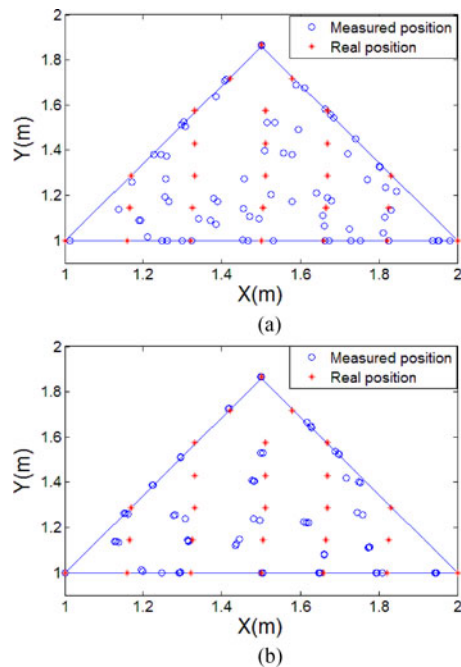 2
Measured position
Real position
1.8
1.6
1.4
1.2
1
1 1.2 1.4 1.6 1.8 2
Y(m)
X(m)
(a)
2
Measured position
Real position
1.8
1.6
1.4
1.2
1
1 1.2 1.4 1.6 1.8 2
Y(m)
X(m)
(b)